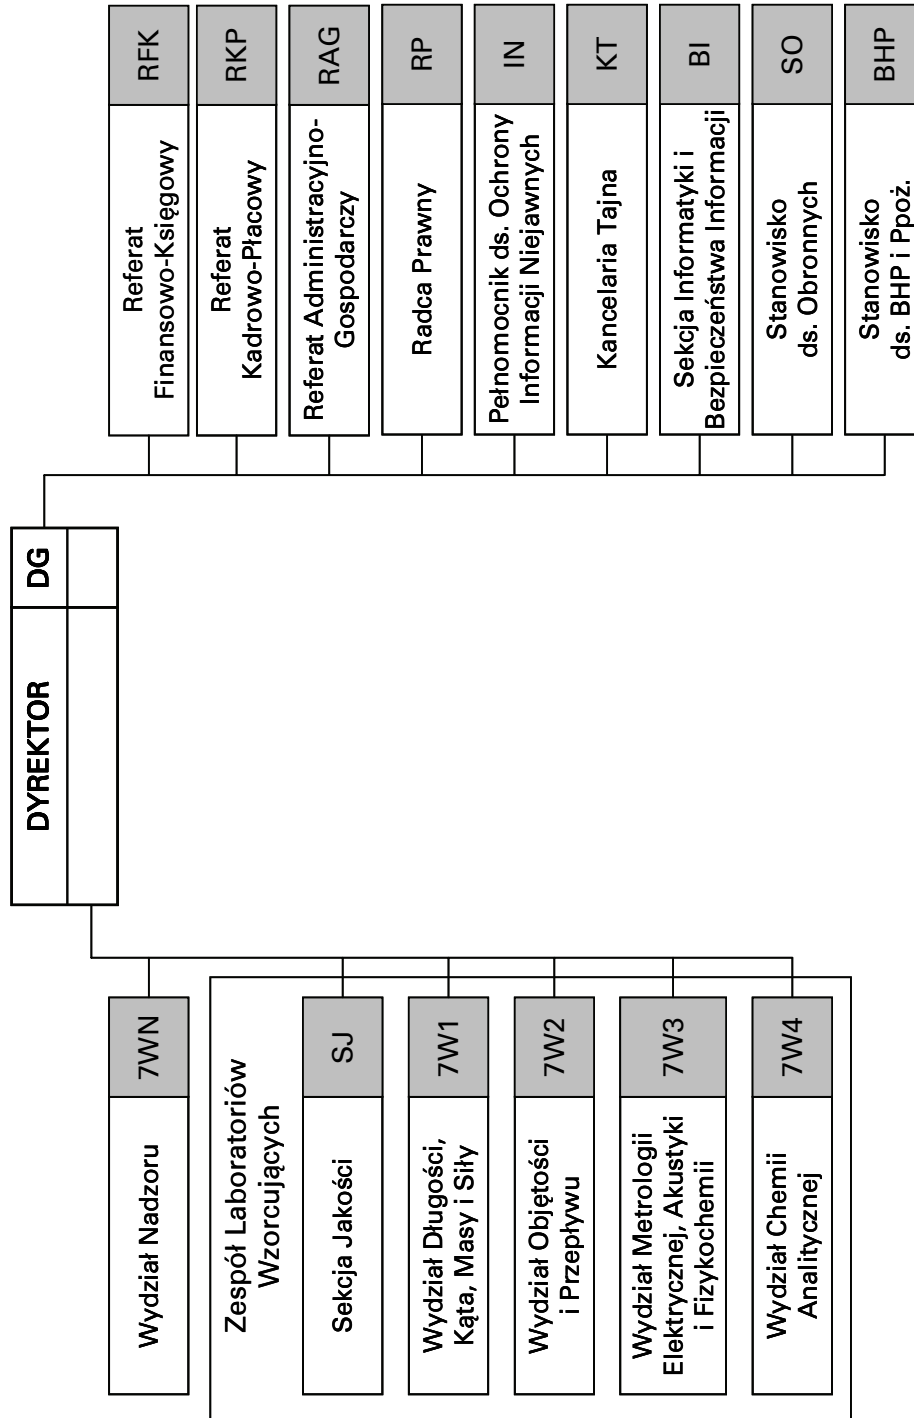 DYREKTOR
DG
Wydział Nadzoru
7WN
Zespół Laboratoriów
Wzorcujących
Sekcja Jakości
SJ
Wydział Długości,
Kąta, Masy i Siły
7W1
Wydział Objętości
i Przepływu
7W2
Wydział Metrologii
Elektrycznej, Akustyki
i Fizykochemii
7W3
Wydział Chemii
Analitycznej
7W4
Referat
Finansowo-Księgowy
RFK
Referat
Kadrowo-Płacowy
RKP
Referat Administracyjno-
Gospodarczy
RAG
Radca Prawny
RP
Pełnomocnik ds. Ochrony
Informacji Niejawnych
IN
Kancelaria Tajna
KT
Sekcja Informatyki i
Bezpieczeństwa Informacji
BI
Stanowisko
ds. Obronnych
SO
Stanowisko
ds. BHP i Ppoż.
BHP